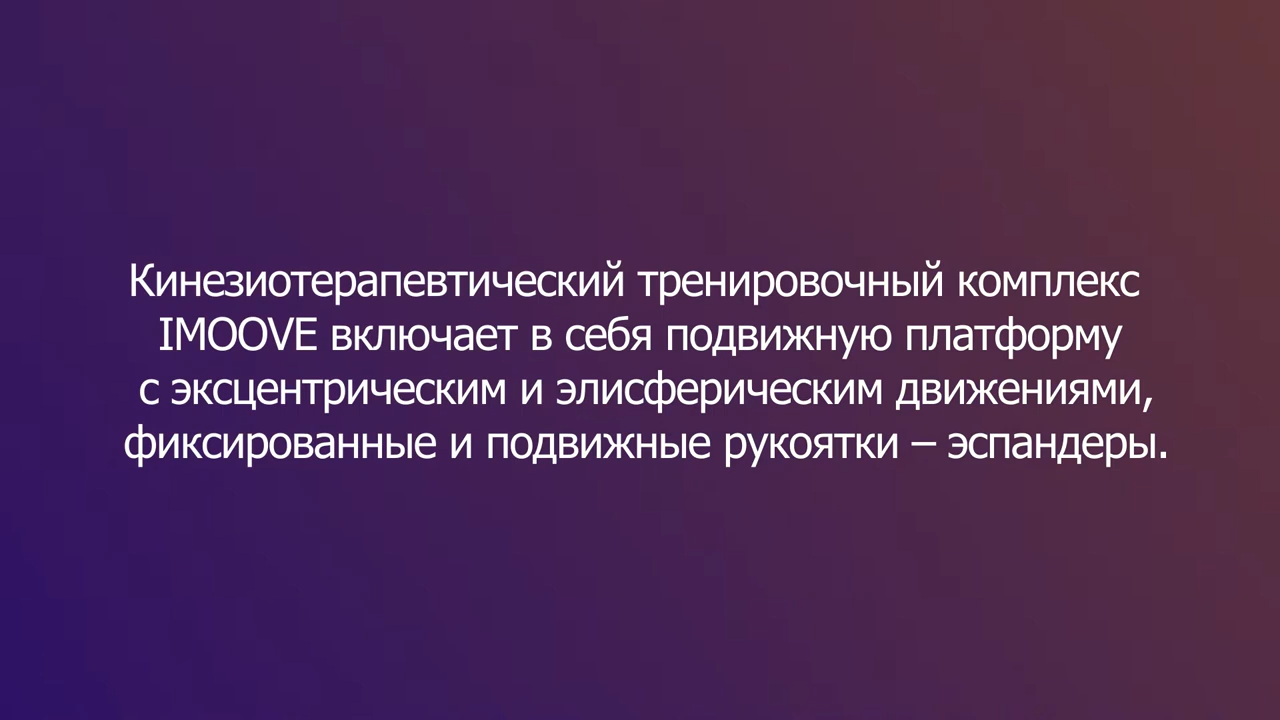 Кинезиотерапевтический тренировочный комплекс
IMOOVE включает в себя подвижную платформу
с эксцентрическим и элисферическим движениями,
фиксированные и подвижные рукоятки – эспандеры.